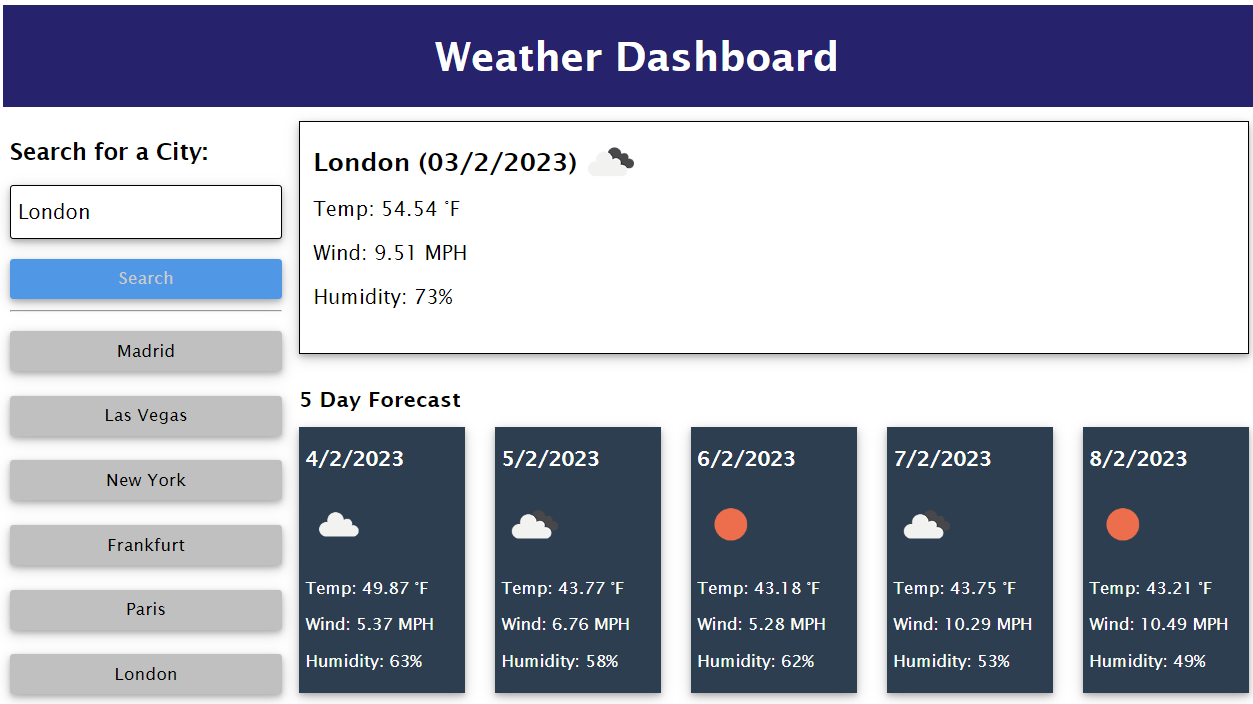 Weather Dashboard
Search for a City:
London
Search
Madrid
Las Vegas
New York
Frankfurt
Paris
London
London (03/2/2023)
Temp: 54.54 °F
Wind: 9.51 MPH
Humidity: 73%
5 Day Forecast
4/2/2023
Temp: 49.87 °F
Wind: 5.37 MPH
Humidity: 63%
5/2/2023
Temp: 43.77 °F
Wind: 6.76 MPH
Humidity: 58%
6/2/2023
Temp: 43.18 °F
Wind: 5.28 MPH
Humidity: 62%
7/2/2023
Temp: 43.75 °F
Wind: 10.29 MPH
Humidity: 53%
8/2/2023
Temp: 43.21 °F
Wind: 10.49 MPH
Humidity: 49%